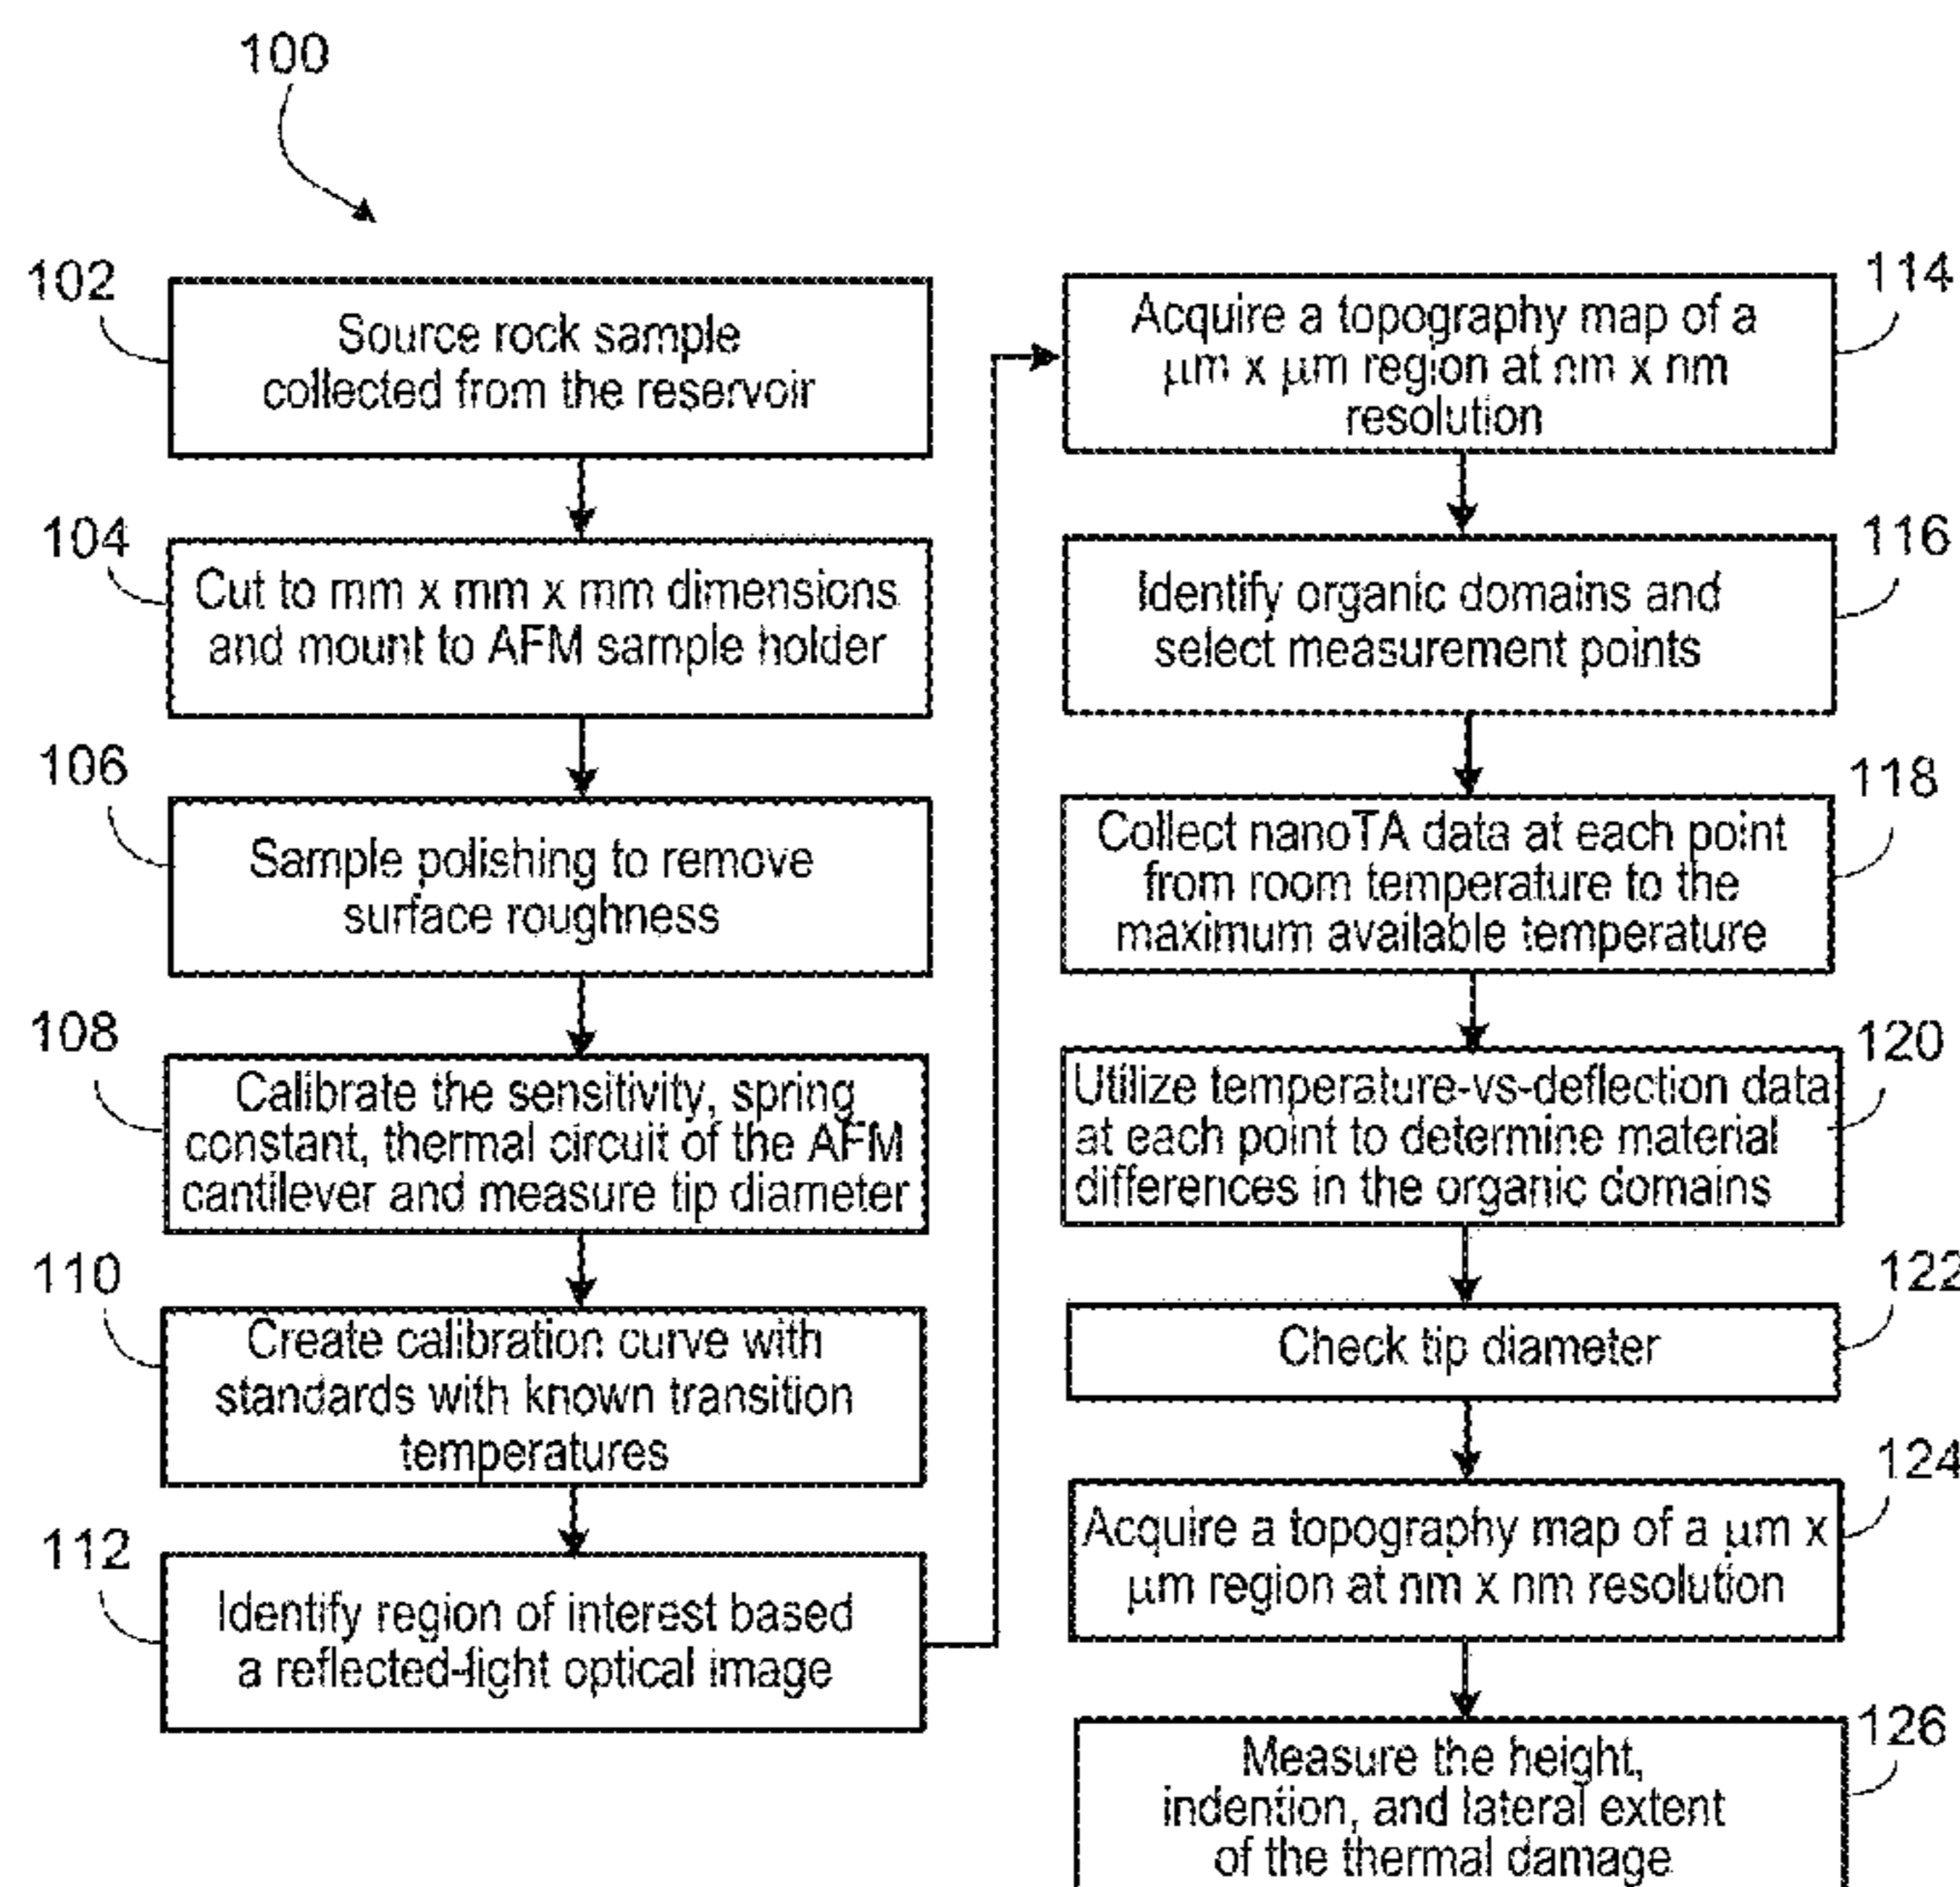 100
102
Source rock sample
collected from the reservoir
104
Cut to mm x mm x mm dimensions
and mount to AFM sample holder
106
Sample polishing to remove
surface roughness
108
Calibrate the sensitivity, spring
constant, thermal circuit of the AFM
cantilever and measure tip diameter
110
Create calibration curve with
standards with known transition
temperatures
112
Identify region of interest based
a reflected-light optical image
114
Acquire a topography map of a
μm x μm region at nm x nm
resolution
116
Identify organic domains and
select measurement points
118
Collect nanoTA data at each point
from room temperature to the
maximum available temperature
120
Utilize temperature-vs-deflection data
at each point to determine material
differences in the organic domains
122
Check tip diameter
124
Acquire a topography map of a μm x
μm region at nm x nm resolution
126
Measure the height,
indention, and lateral extent
of the thermal damage